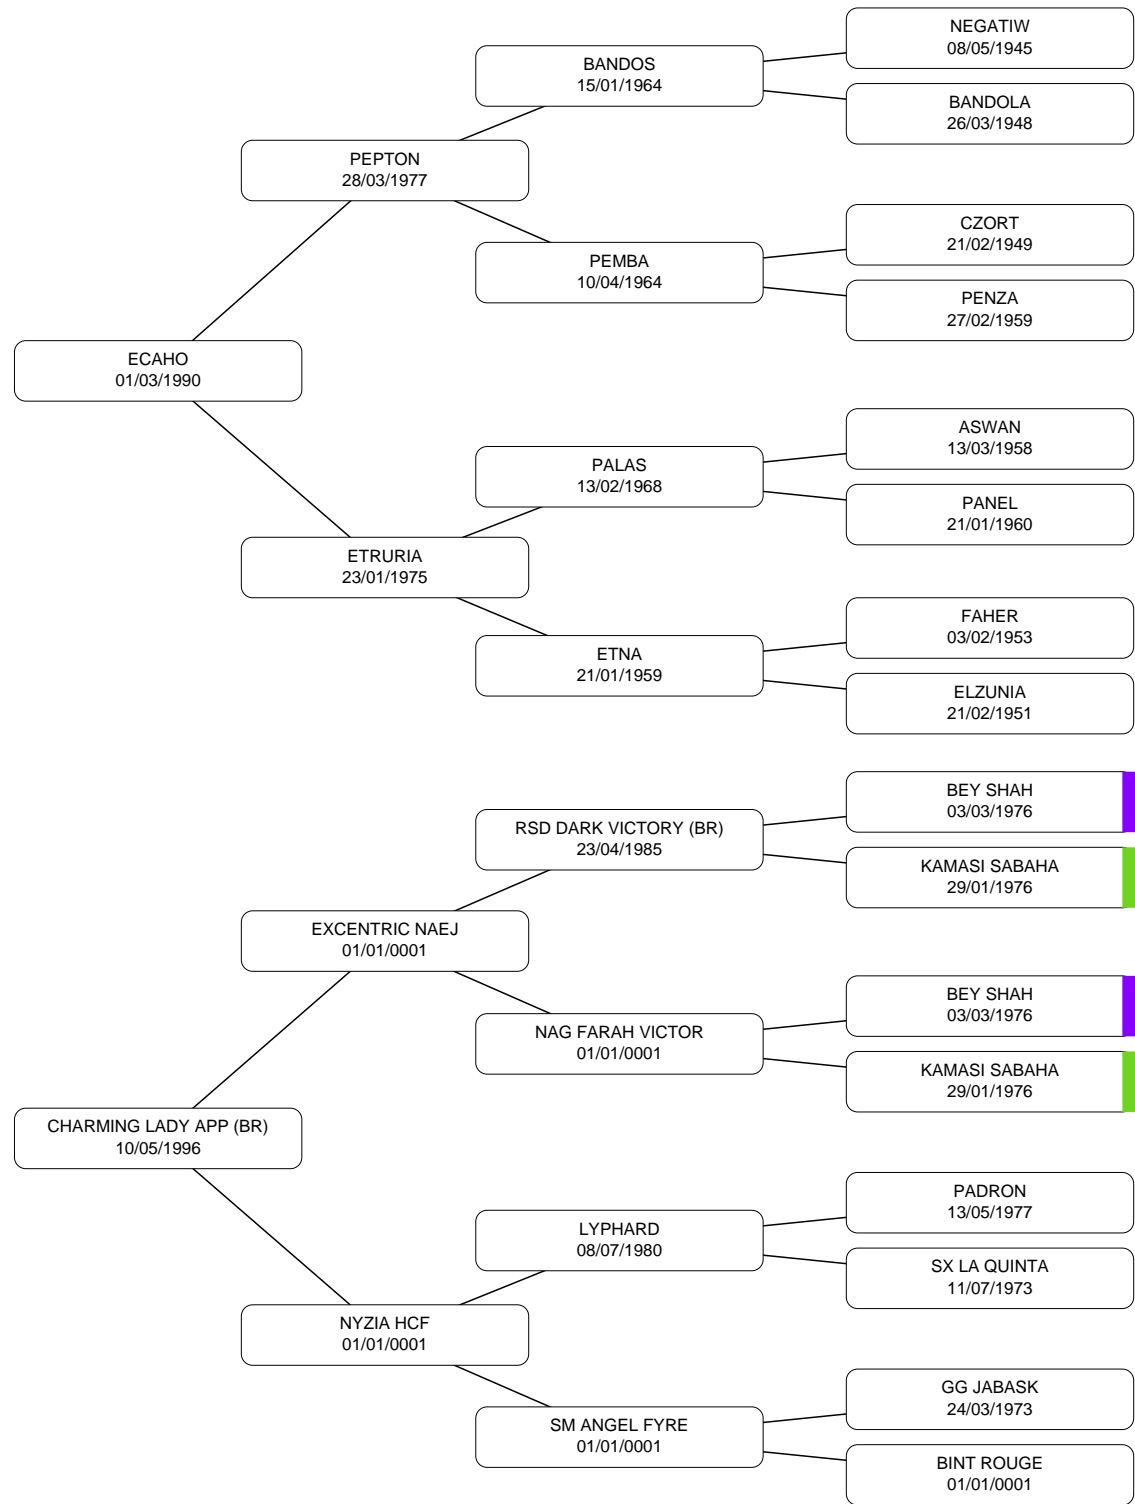 NEGATIW
08/05/1945
BANDOS
15/01/1964
BANDOLA
26/03/1948
PEPTON
28/03/1977
CZORT
21/02/1949
PEMBA
10/04/1964
PENZA
27/02/1959
ECAHO
01/03/1990
ASWAN
13/03/1958
PALAS
13/02/1968
PANEL
21/01/1960
ETRURIA
23/01/1975
FAHER
03/02/1953
ETNA
21/01/1959
ELZUNIA
21/02/1951
BEY SHAH
03/03/1976
RSD DARK VICTORY (BR)
23/04/1985
KAMASI SABAHA
29/01/1976
EXCENTRIC NAEJ
01/01/0001
BEY SHAH
03/03/1976
NAG FARAH VICTOR
01/01/0001
KAMASI SABAHA
29/01/1976
CHARMING LADY APP (BR)
10/05/1996
PADRON
13/05/1977
LYPHARD
08/07/1980
SX LA QUINTA
11/07/1973
NYZIA HCF
01/01/0001
GG JABASK
24/03/1973
SM ANGEL FYRE
01/01/0001
BINT ROUGE
01/01/0001